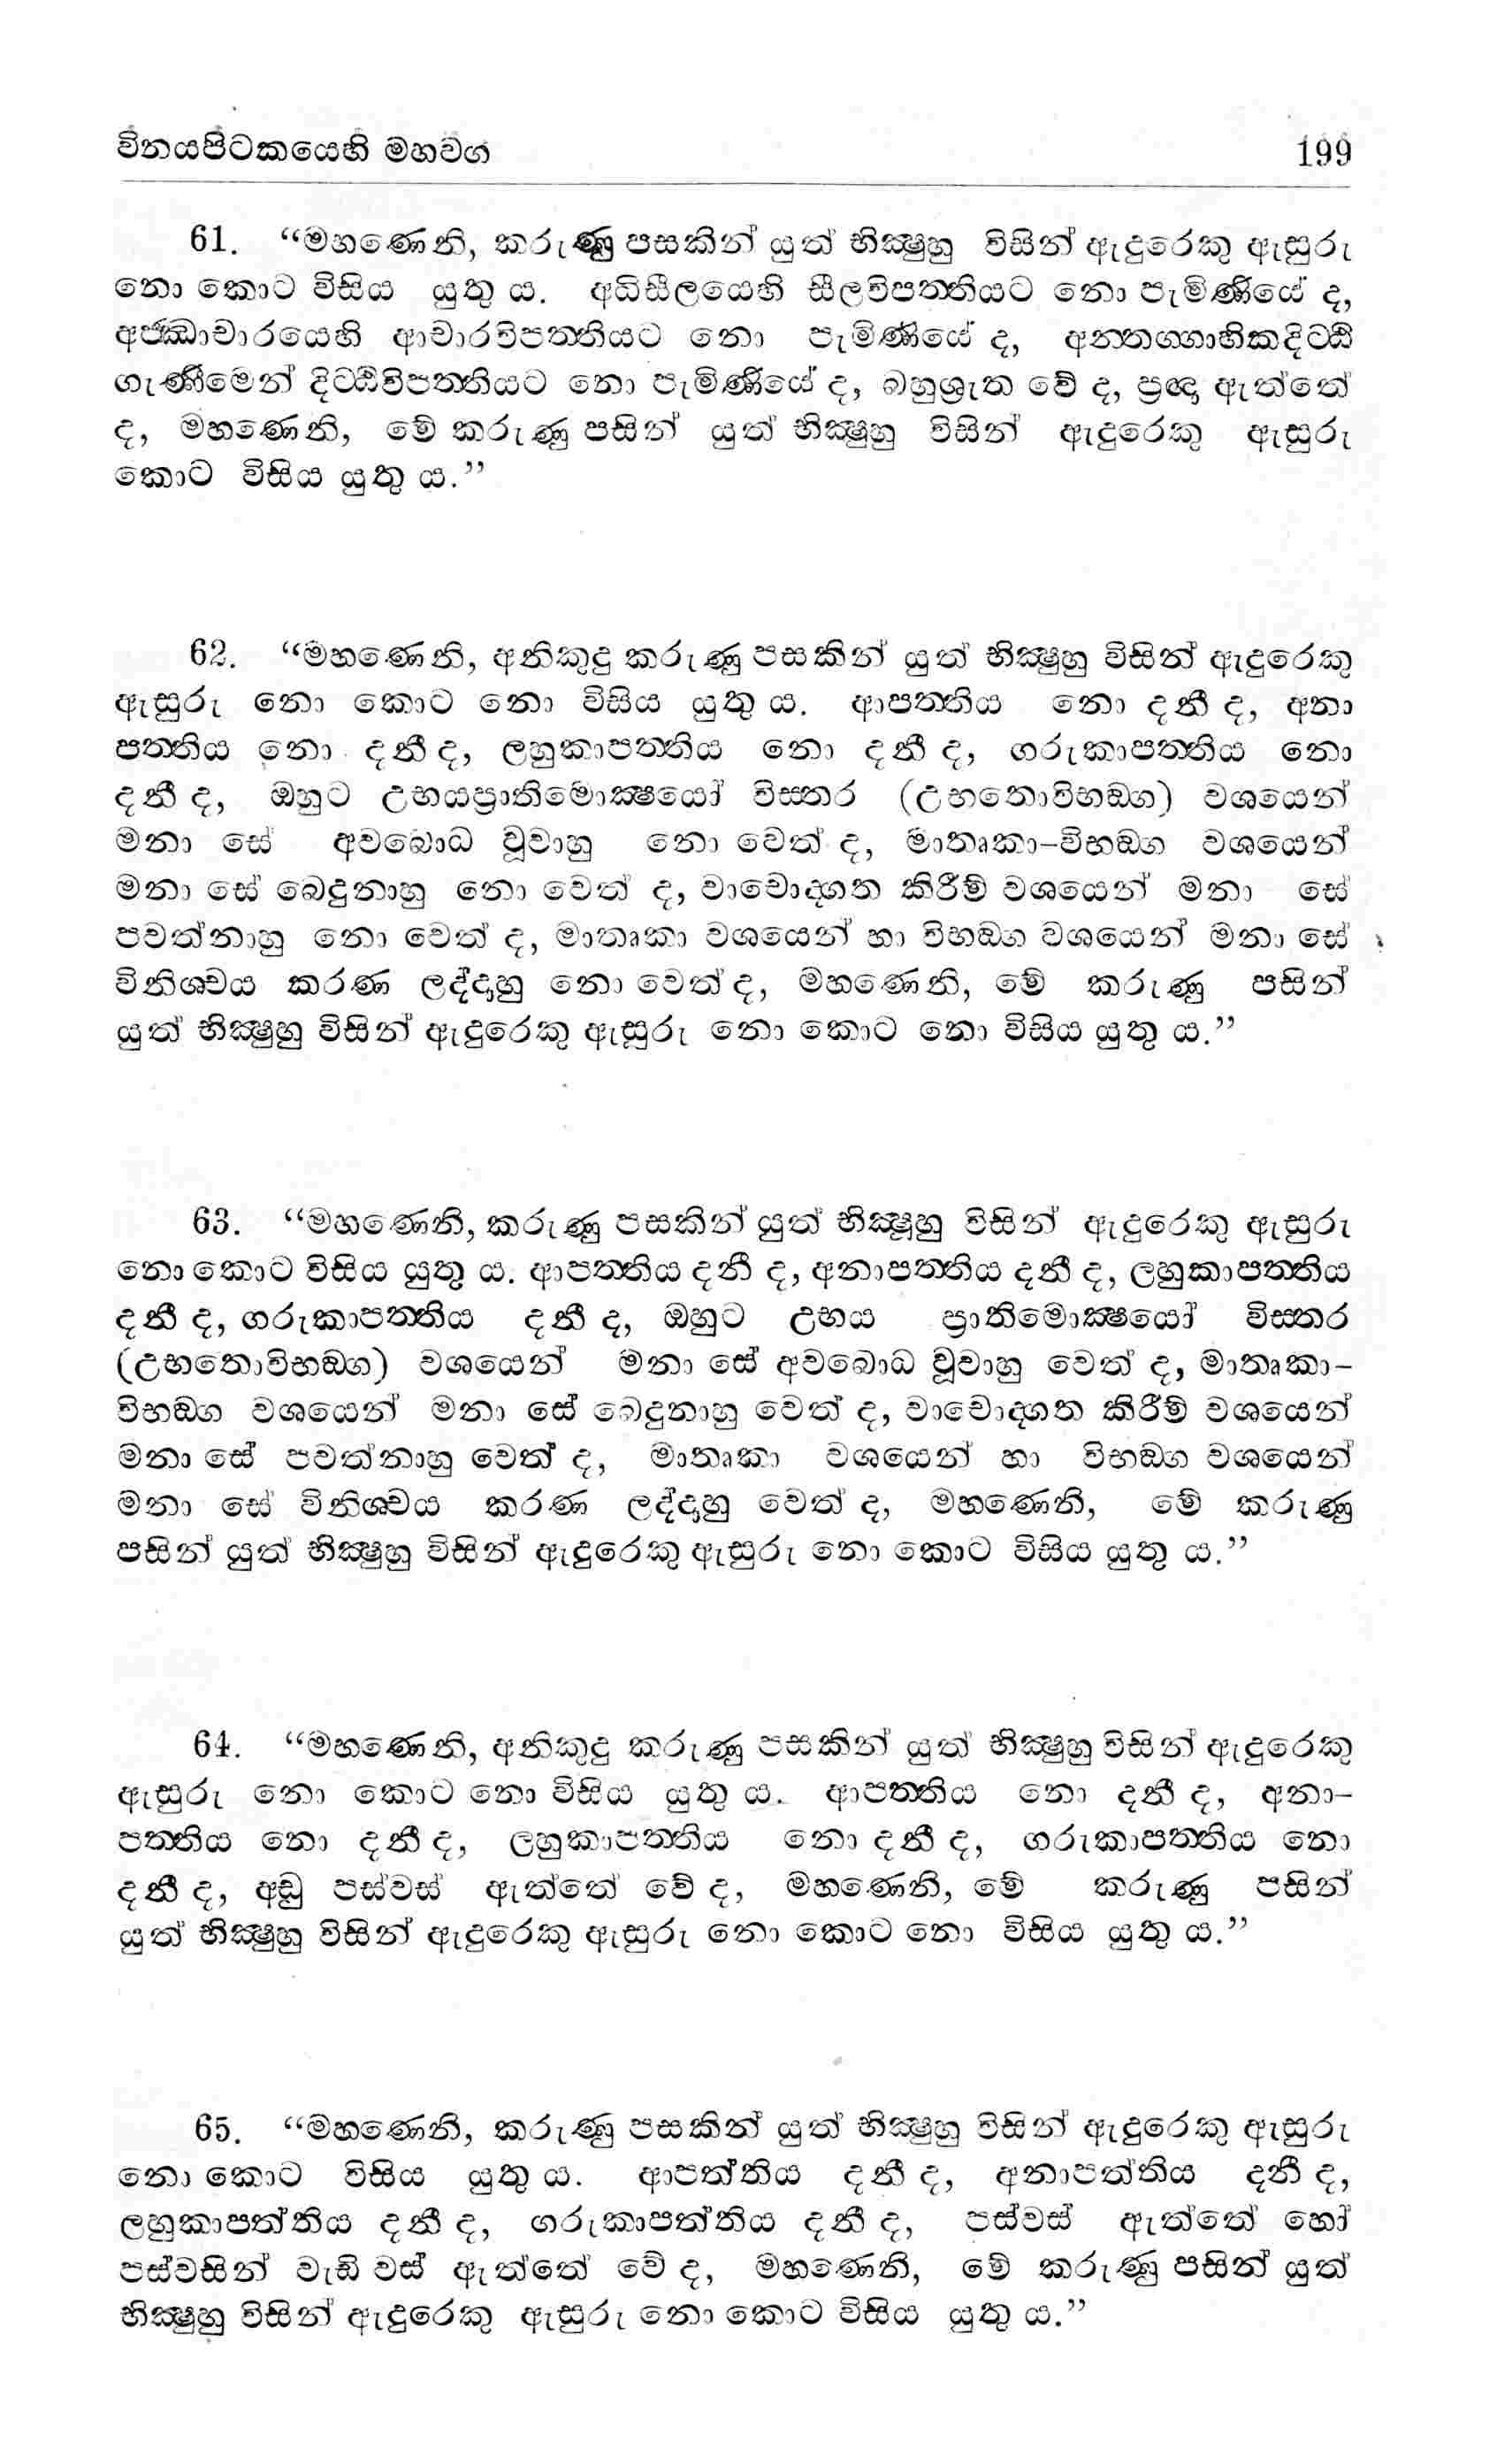 විනයපිටකයෙහි මහවග 199
61. “මහණෙනි, කරුණු පසකින් යුත් භික්‍ෂුහු විසින් ඇදුරෙකු ඇසුරු
නො කොට විසිය යුතු ය. අධිසීලයෙහි සීලවිපත්තියට නො පැමිණියේ ද,
අජ්ඣාචාරයෙහි ආචාරවිපත්තියට නො පැමිණියේ ද, අන්තග්ගාහිකදිට්ඨි
ගැණීමෙන් දිට්ඨිවිපත්තියට නො පැමිණියේ ද, බහුශ්‍රැත වේ ද, ප්‍රඥා ඇත්තේ
ද, මහණෙනි, මේ කරුණු පසින් යුත් භික්‍ෂුහු විසින් ඇදුරෙකු ඇසුරු
කොට විසිය යුතු ය.”
62. “මහණෙනි, අනිකුදු කරුණු පසකින් යුත් භික්‍ෂුහු විසින් ඇදුරෙකු
ඇසුරු නො කොට නො විසිය යුතු ය. ආපත්තිය නො දනී ද, අනා
පත්තිය නො දනී ද, ලහුකාපත්තිය නො දනී ද, ගරුකාපත්තිය නො
දනී ද, ඔහුට උභයප්‍රාතිමොක්‍ෂයෝ විස්තර (උභතොවිභඞ්ග) වශයෙන්
මනා සේ අවබොධ වූවාහු නො වෙත් ද, මාතෘකා-විභඞ්ග වශයෙන්
මනා සේ බෙදුනාහු නො වෙත් ද, වාචොද්ගත කිරීම් වශයෙන් මනා සේ
පවත්නාහු නො වෙත් ද, මාතෘකා වශයෙන් හා විභඞ්ග වශයෙන් මනා සේ
විනිශ්චය කරණ ලද්දහු නො වෙත් ද, මහණෙනි, මේ කරුණු පසින්
යුත් භික්‍ෂුහු විසින් ඇදුරෙකු ඇසුරු නො කොට නො විසිය යුතු ය.”
63. “මහණෙනි, කරුණු පසකින් යුත් භික්‍ෂූහු විසින් ඇදුරෙකු ඇසුරු
නො කොට විසිය යුතු ය. ආපත්තිය දනී ද, අනාපත්තිය දනී ද, ලහුකාපත්තිය
දනී ද, ගරුකාපත්තිය දනී ද, ඔහුට උභය ප්‍රාතිමොක්‍ෂයෝ විස්තර
(උභතොවිභඞ්ග) වශයෙන් මනා සේ අවබොධ වූවාහු වෙත් ද, මාතෘකා-
විභඞ්ග වශයෙන් මනා සේ බෙදුනාහු වෙත් ද, වාචොද්ගත කිරීම් වශයෙන්
මනා සේ පවත්නාහු වෙත් ද, මාතෘකා වශයෙන් හා විභඞ්ග වශයෙන්
මනා සේ විනිශ්චය කරණ ලද්දාහු වෙත් ද, මහණෙනි, මේ කරුණු
පසින් යුත් භික්‍ෂුහු විසින් ඇදුරෙකු ඇසුරු නො කොට විසිය යුතු ය.”
64. “මහණෙනි, අනිකුදු කරුණු පසකින් යුත් භික්‍ෂුහු විසින් ඇදුරෙකු
ඇසුරු නො කොට නො විසිය යුතු ය. ආපත්තිය නො දනී ද, අනා-
පත්තිය නො දනී ද, ලහුකාපත්තිය නො දනී ද, ගරුකාපත්තිය නො
දනී ද, අඩු පස්වස් ඇත්තේ වේ ද, මහණෙනි, මේ කරුණු පසින්
යුත් භික්‍ෂුහු විසින් ඇදුරෙකු ඇසුරු නො කොට නො විසිය යුතු ය.”
65. “මහණෙනි, කරුණු පසකින් යුත් භික්‍ෂුහු විසින් ඇදුරෙකු ඇසුරු
නො කොට විසිය යුතු ය. ආපත්තිය දනී ද, අනාපත්තිය දනී ද,
ලහුකාපත්තිය දනී ද, ගරුකාපත්තිය දනී ද, පස්වස් ඇත්තේ හෝ
පස්වසින් වැඩි වස් ඇත්තේ වේ ද, මහණෙනි, මේ කරුණු පසින් යුත්
භික්‍ෂුහු විසින් ඇදුරෙකු ඇසුරු නො කොට විසිය යුතු ය.”